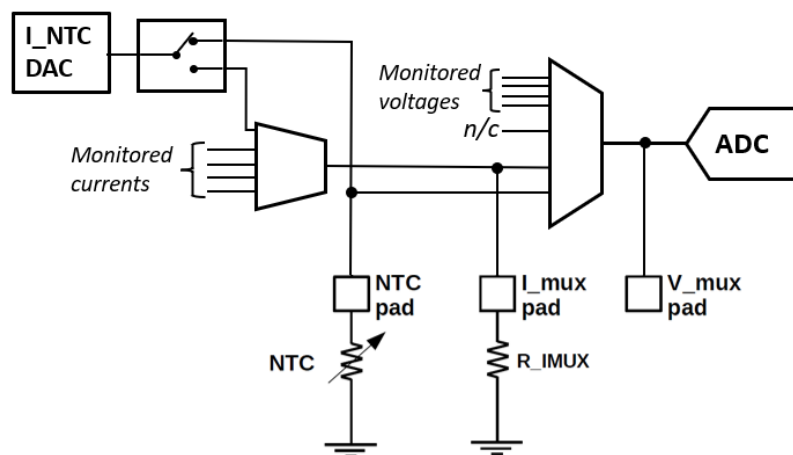 I_NTC
DAC
Monitored
voltages
n/c
ADC
Monitored
currents
NTC
pad
I_mux
pad
V_mux
pad
NTC
R_IMUX